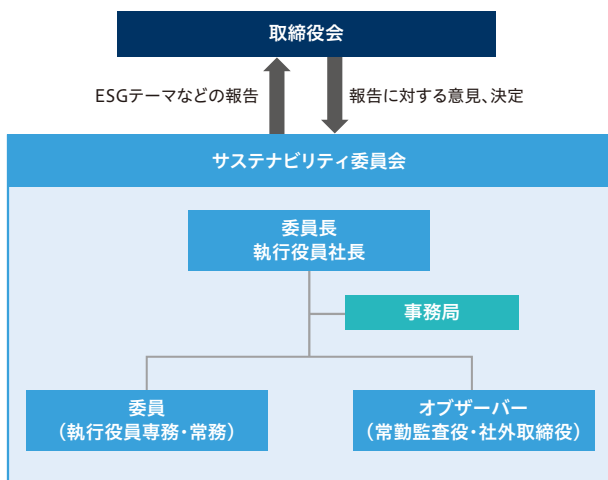 取締役会
ESGテーマなどの報告
報告に対する意見、決定
サステナビリティ委員会
委員長
執行役員社長
事務局
委員
（執行役員専務・常務）
オブザーバー
（常勤監査役・社外取締役）